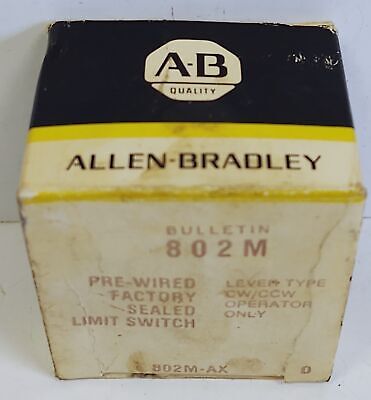 A-B
QUALITY
ALLEN-BRADLEY
BULLETIN
802M
PRE-WIRED
FACTORY
SEALED
LIMIT SWITCH
LEVER TYPE
CW/CCW
OPERATOR
ONLY
802M-AX D